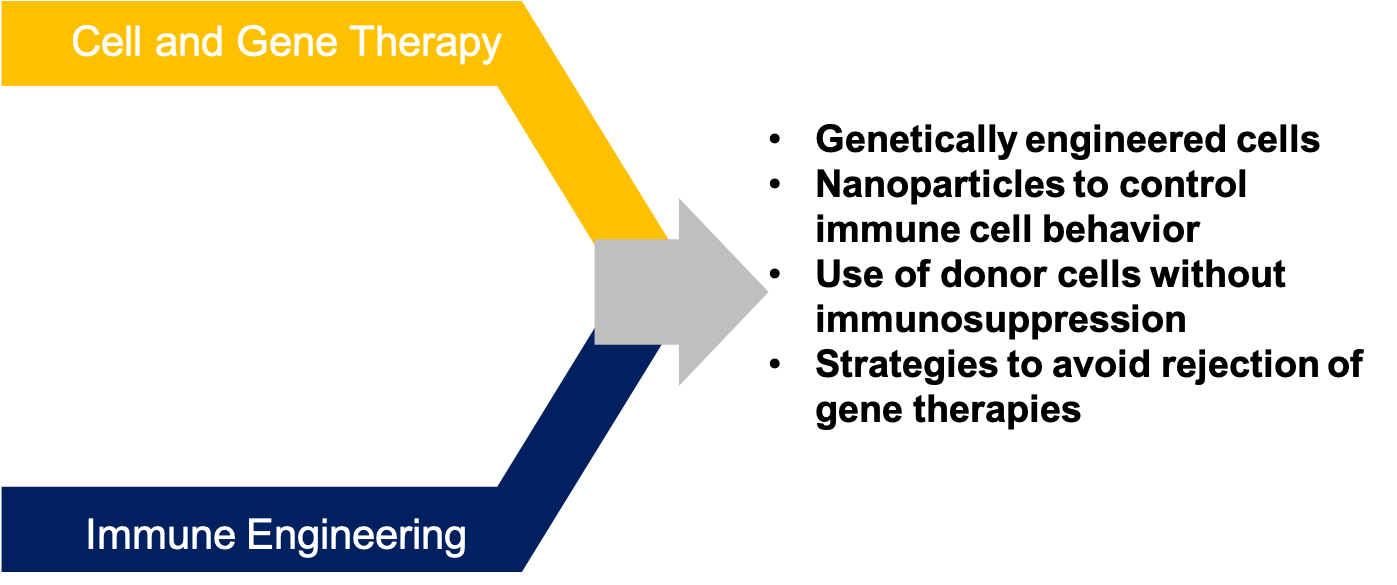 Cell and Gene Therapy
• Genetically engineered cells
• Nanoparticles to control
immune cell behavior
• Use of donor cells without
immunosuppression
• Strategies to avoid rejection of
gene therapies
Immune Engineering